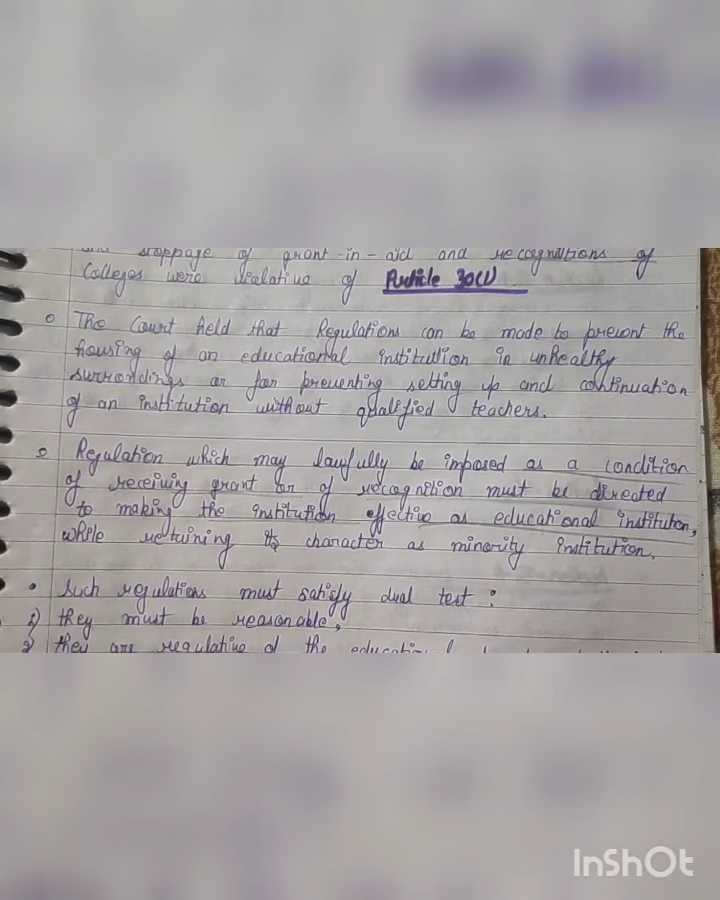 stoppage of grant-in-aid and recognitions of
Colleges were violative of Article 30(1)
The Court held that Regulations can be made to prevent the
housing of an educational institution in unhealthy
surrondings or for preventing setting up and continuation
of an institution without qualified teachers.
Regulation which may lawfully be imposed as a condition
of receiving grant or of recognition must be directed
to making the institution effective as educational institution,
while retaining its character as minority institution.
Such regulations must satisfy dual test:
1) they must be reasonable,
2 they are regulative of the
InShOt